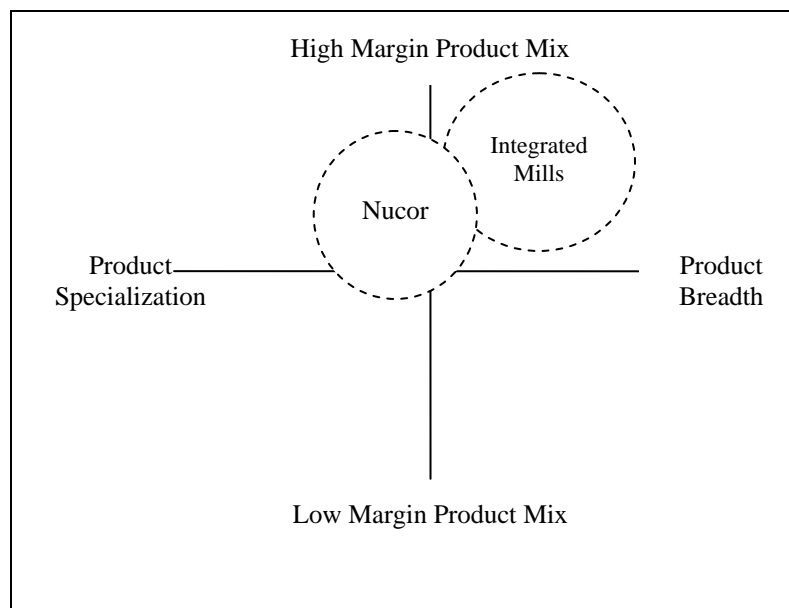 High Margin Product Mix
Integrated
Mills
Nucor
Product
Specialization
Product
Breadth
Low Margin Product Mix